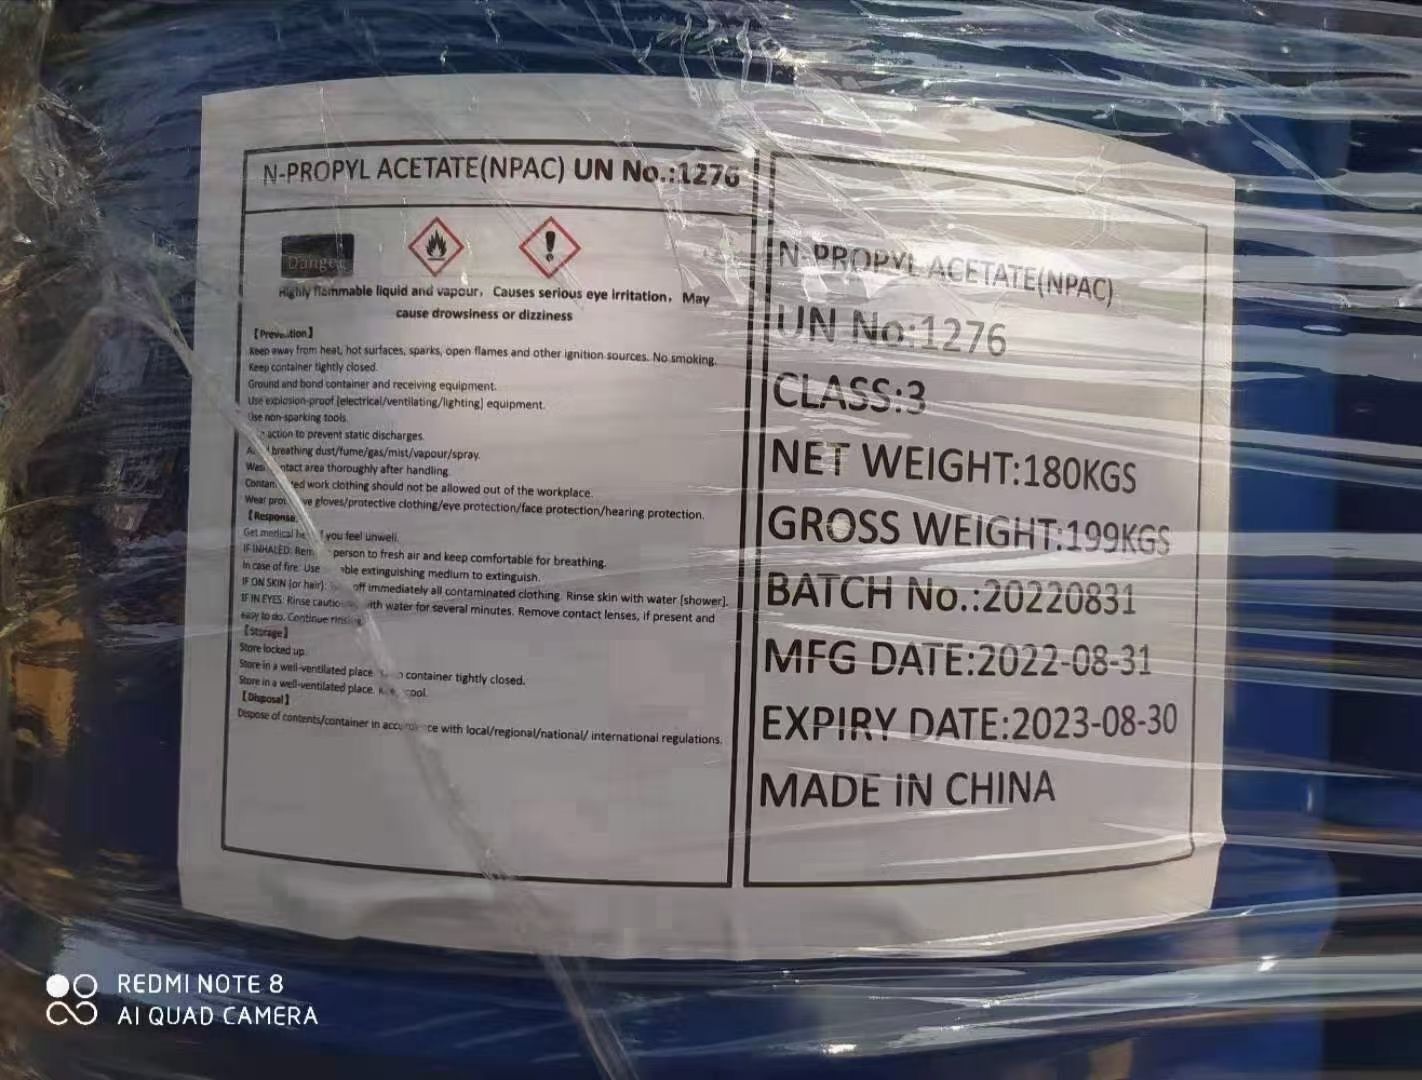 N-PROPYL ACETATE(NPAC) UN No.:1276
Danger
Highly flammable liquid and vapour, Causes serious eye irritation, May
cause drowsiness or dizziness
Keep away from heat, hot surfaces, sparks, open flames and other ignition sources. No smoking.
Keep container tightly closed.
Ground and bond container and receiving equipment.
Use explosion-proof [electrical/ventilating/lighting] equipment.
Use non-sparking tools.
action to prevent static discharges.
breathing dust/fume/gas/mist/vapour/spray.
area thoroughly after handling
work clothing should not be allowed out of the workplace.
Wear gloves/protective clothing/eye protection/face protection/hearing protection.
【Response
Get medical you feel unwell.
IF INHALED: person to fresh air and keep comfortable for breathing.
In case of fire: Use extinguishing medium to extinguish.
IF ON SKIN (or hair): off immediately all contaminated clothing. Rinse skin with water [shower].
IF IN EYES: Rinse with water for several minutes. Remove contact lenses, if present and
easy to do. Continue
【Storage】
Store locked up.
Store in a well-ventilated place. container tightly closed.
Store in a well-ventilated place. cool.
【Disposal】
Dispose of contents/container in with local/regional/national/ international regulations.
N-PROPYL ACETATE(NPAC)
UN No:1276
CLASS:3
NET WEIGHT:180KGS
GROSS WEIGHT:199KGS
BATCH No.:20220831
MFG DATE:2022-08-31
EXPIRY DATE:2023-08-30
MADE IN CHINA
REDMI NOTE 8
AI QUAD CAMERA